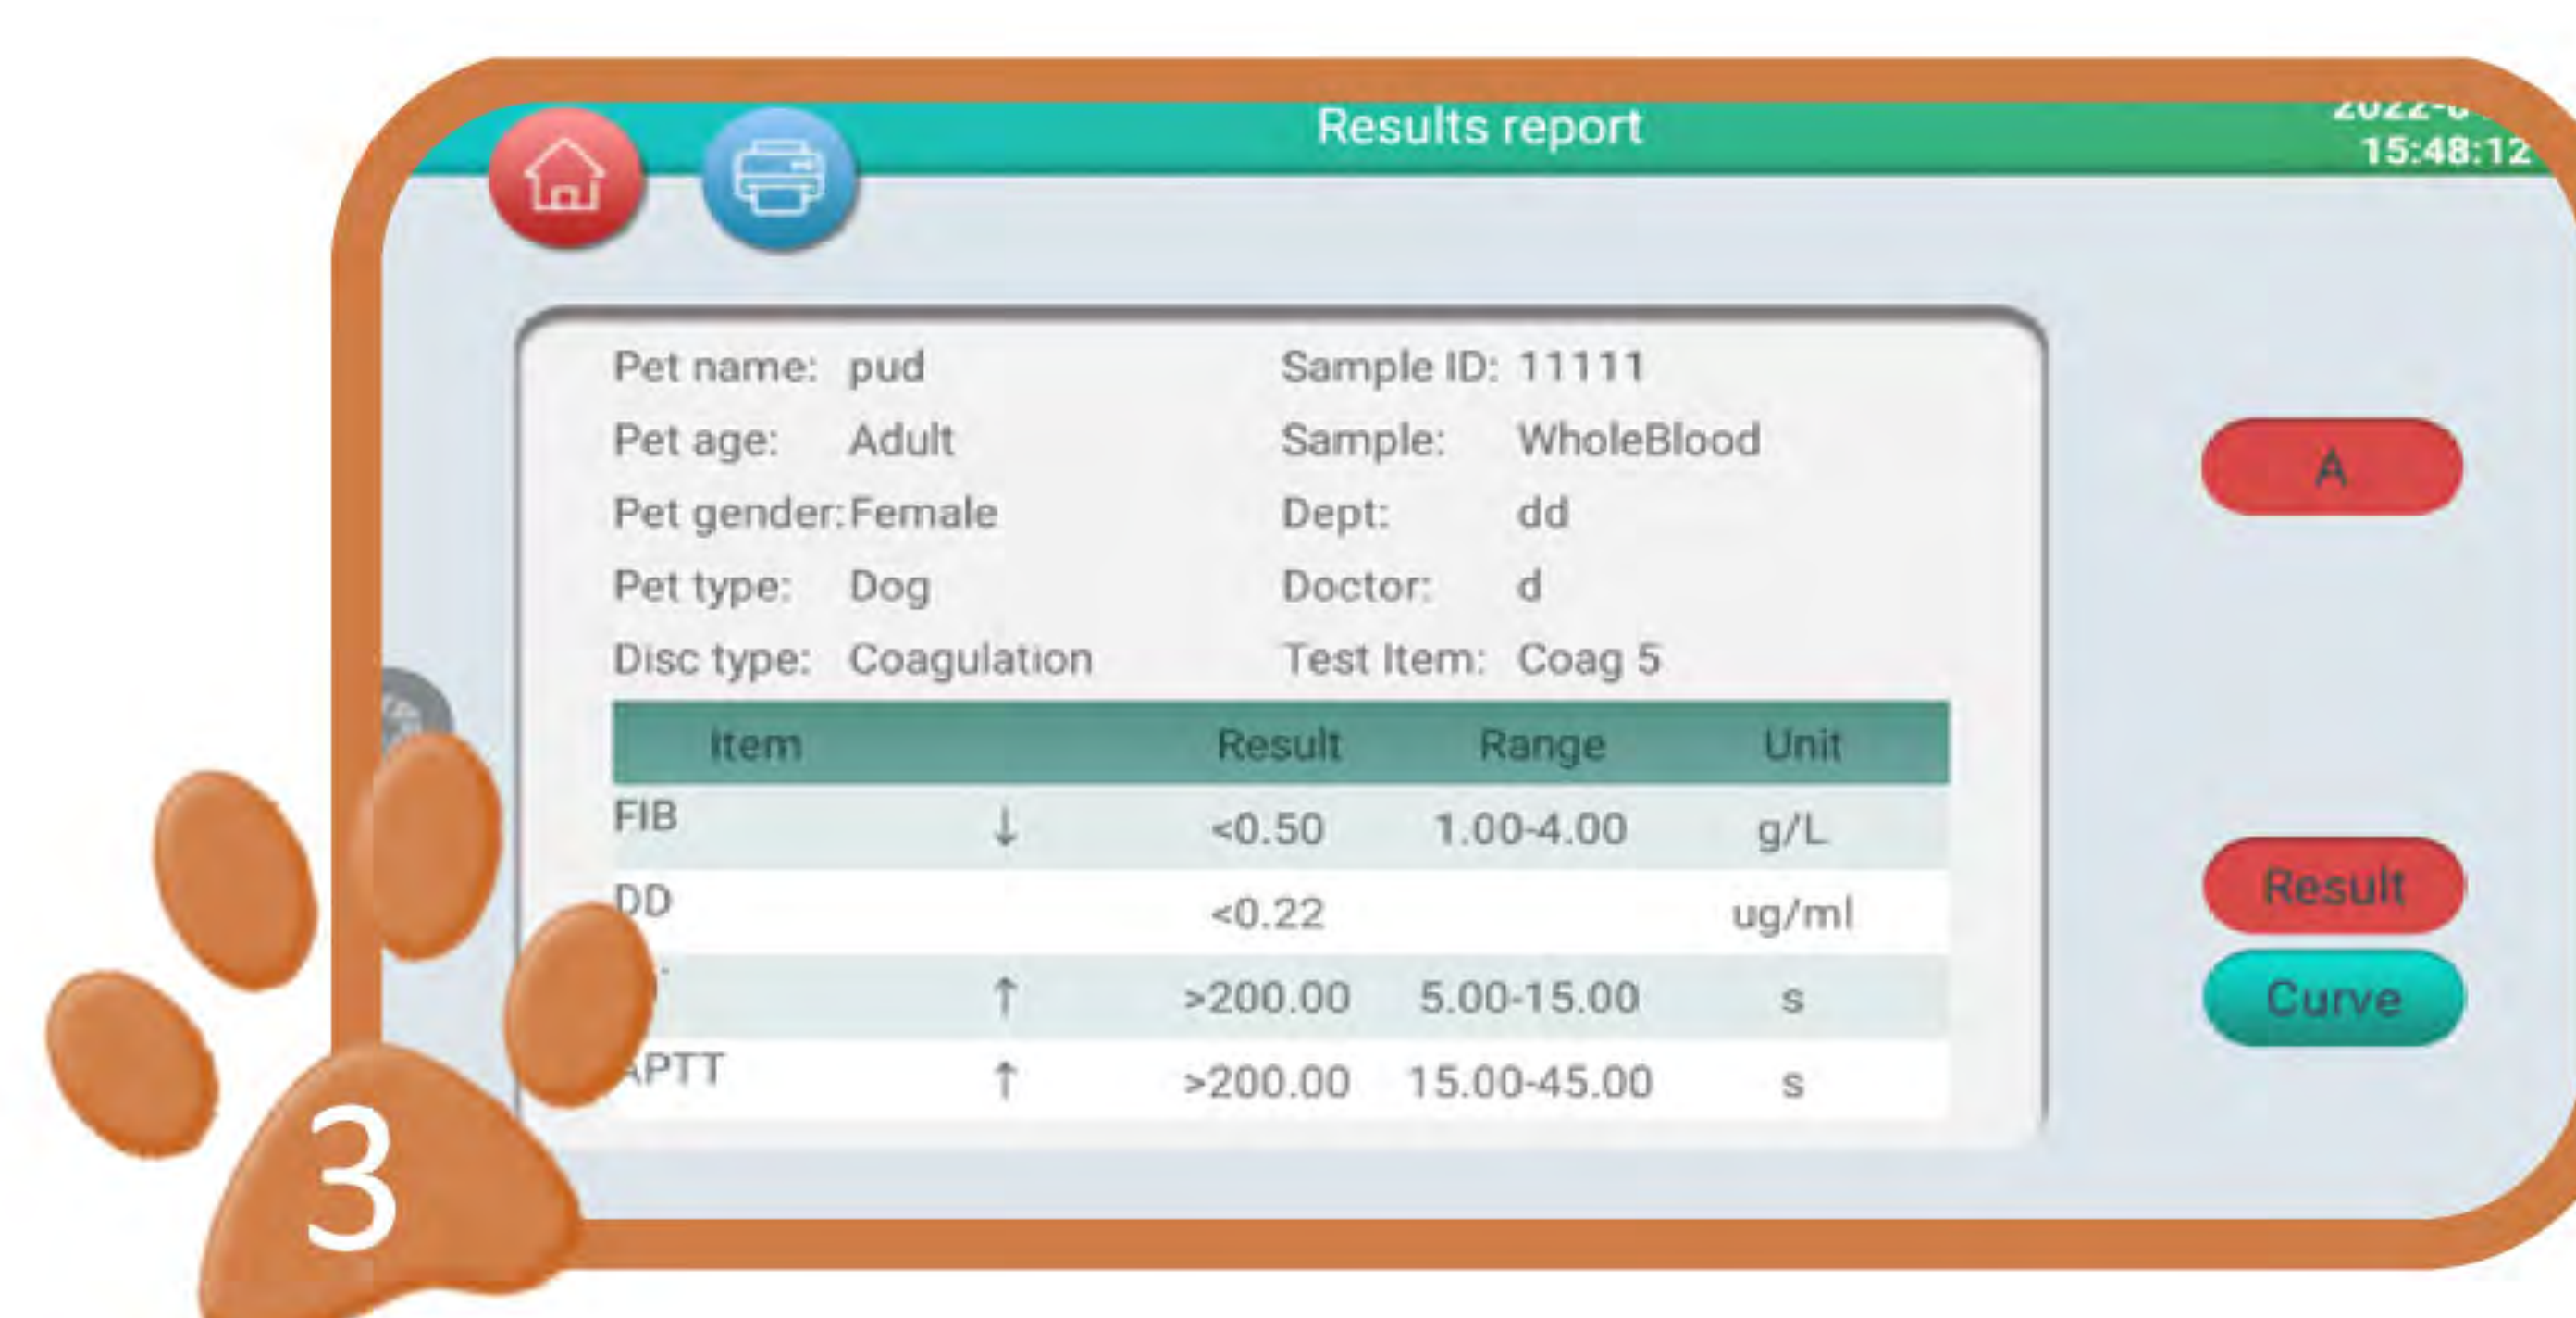 Results report
15:48:12
Pet name: pud Sample ID: 11111
Pet age: Adult Sample: WholeBlood
Pet gender: Female Dept: dd
Pet type: Dog Doctor: d
Disc type: Coagulation Test Item: Coag 5
A
Item Result Range Unit
FIB ↓ <0.50 1.00-4.00 g/L
DD <0.22 ug/ml
↑ >200.00 5.00-15.00 s
APTT ↑ >200.00 15.00-45.00 s
Result
Curve
3